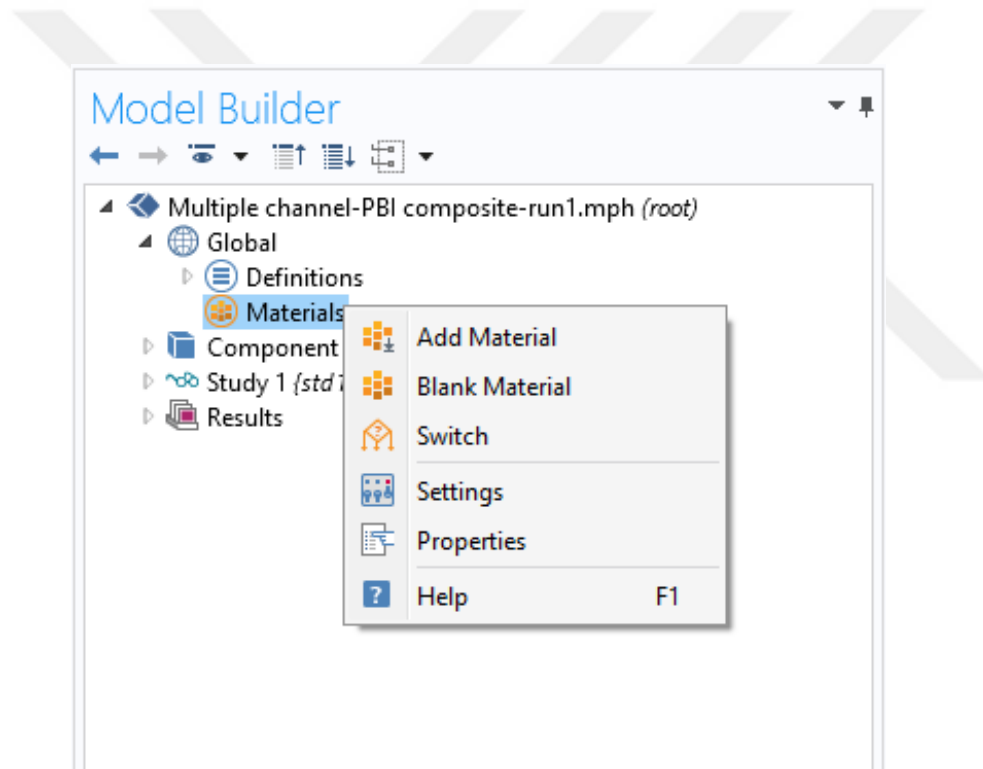 Model Builder
Multiple channel-PBI composite-run1.mph (root)
Global
Definitions
Materials
Component
Study 1 {std1
Results
Add Material
Blank Material
Switch
Settings
Properties
Help F1